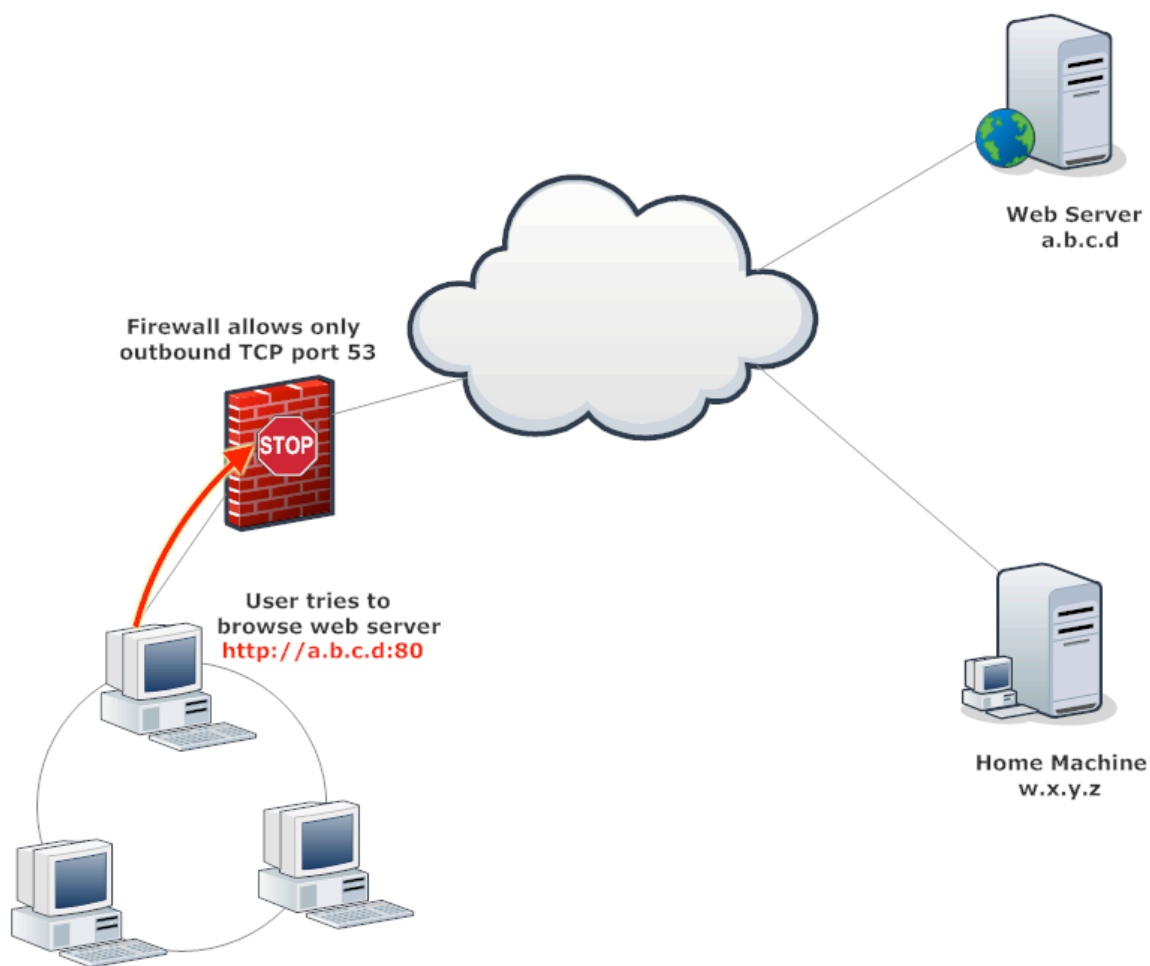 Web Server
a.b.c.d
Firewall allows only
outbound TCP port 53
STOP
User tries to
browse web server
http://a.b.c.d:80
Home Machine
w.x.y.z